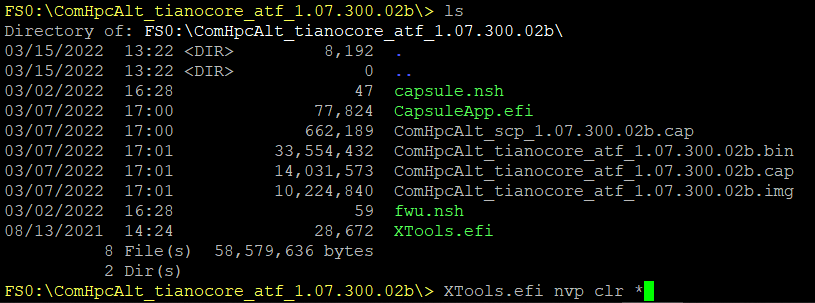 FS0:\ComHpcAlt_tianocore_atf_1.07.300.02b\> ls
Directory of: FS0:\ComHpcAlt_tianocore_atf_1.07.300.02b\
03/15/2022  13:22 <DIR>         8,192  .
03/15/2022  13:22 <DIR>             0  ..
03/02/2022  16:28                  47  capsule.nsh
03/07/2022  17:00              77,824  CapsuleApp.efi
03/07/2022  17:00             662,189  ComHpcAlt_scp_1.07.300.02b.cap
03/07/2022  17:01          33,554,432  ComHpcAlt_tianocore_atf_1.07.300.02b.bin
03/07/2022  17:01          14,031,573  ComHpcAlt_tianocore_atf_1.07.300.02b.cap
03/07/2022  17:01          10,224,840  ComHpcAlt_tianocore_atf_1.07.300.02b.img
03/02/2022  16:28                  59  fwu.nsh
08/13/2021  14:24              28,672  XTools.efi
8 File(s)  58,579,636 bytes
2 Dir(s)
FS0:\ComHpcAlt_tianocore_atf_1.07.300.02b\> XTools.efi nvp clr *